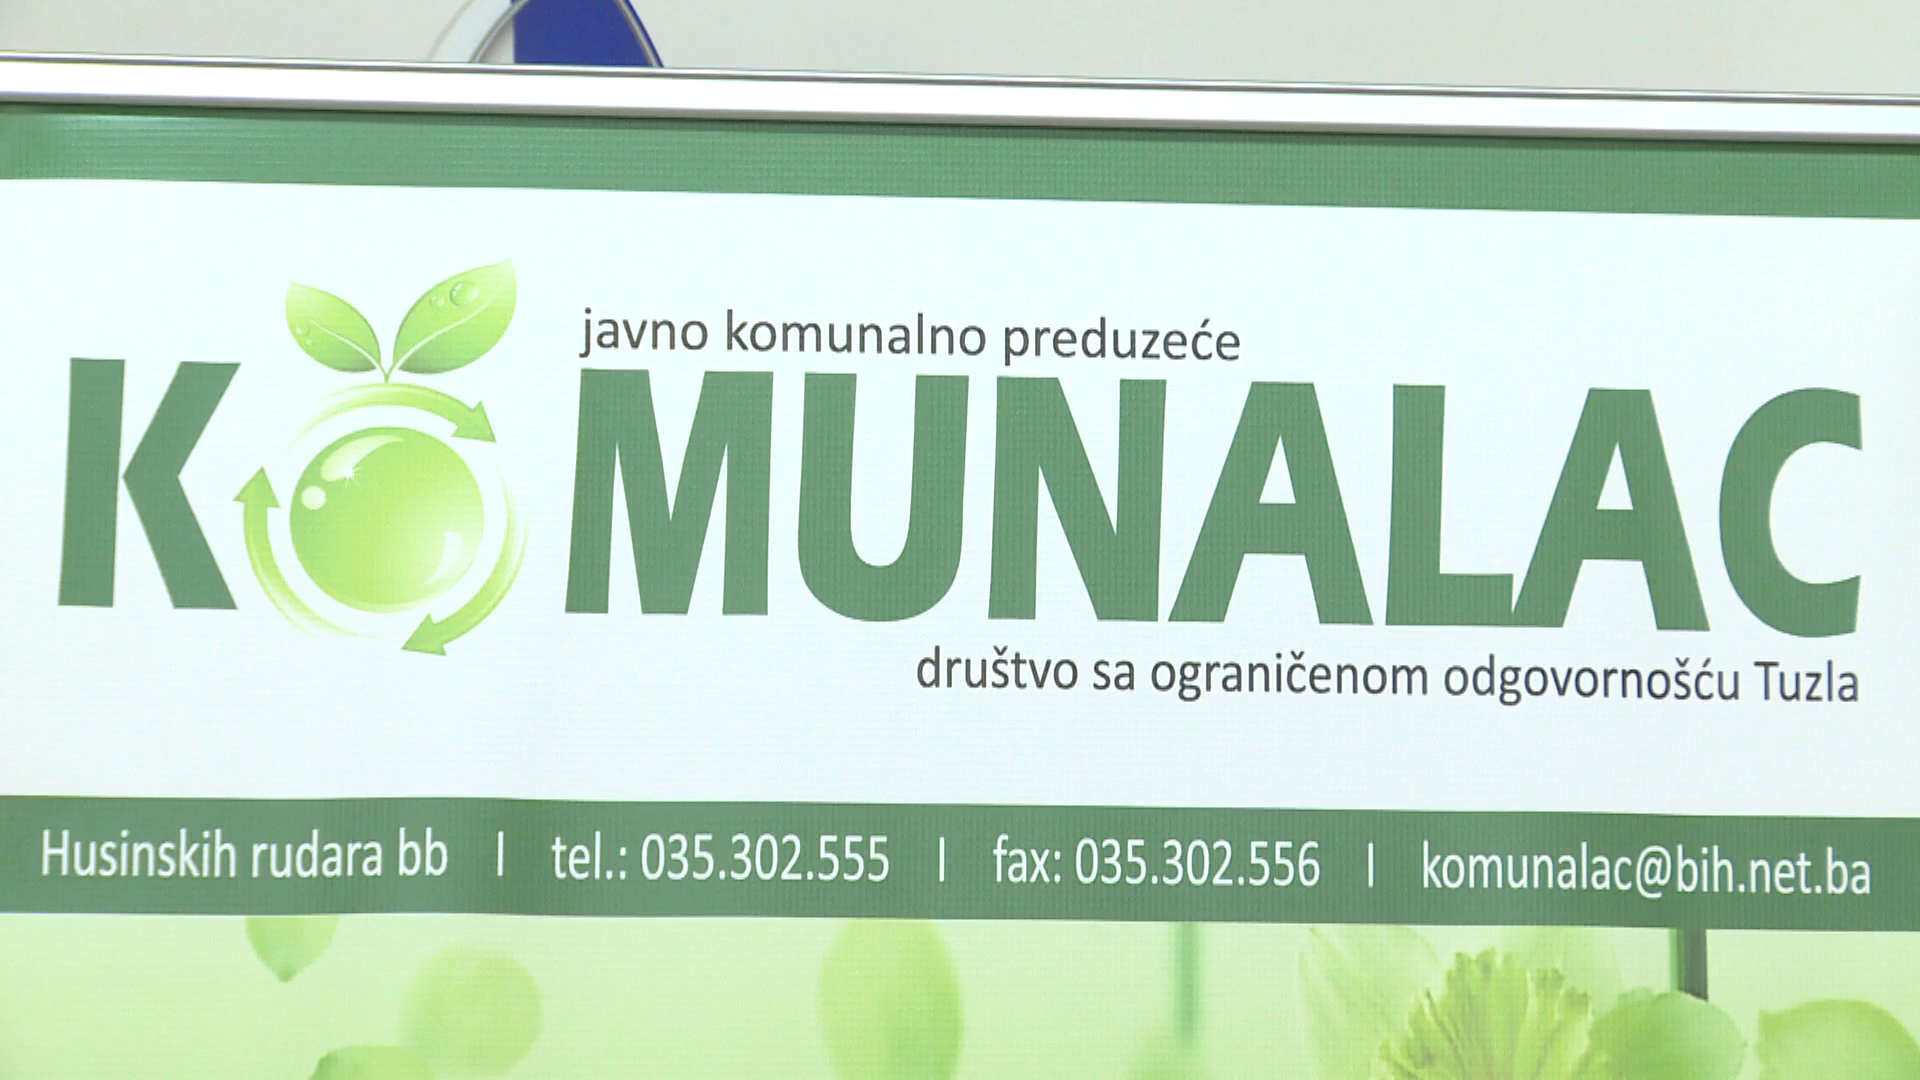 javno komunalno preduzeće
KOMUNALAC
društvo sa ograničenom odgovornošću Tuzla
Husinskih rudara bb | tel.: 035.302.555 | fax: 035.302.556 | komunalac@bih.net.ba